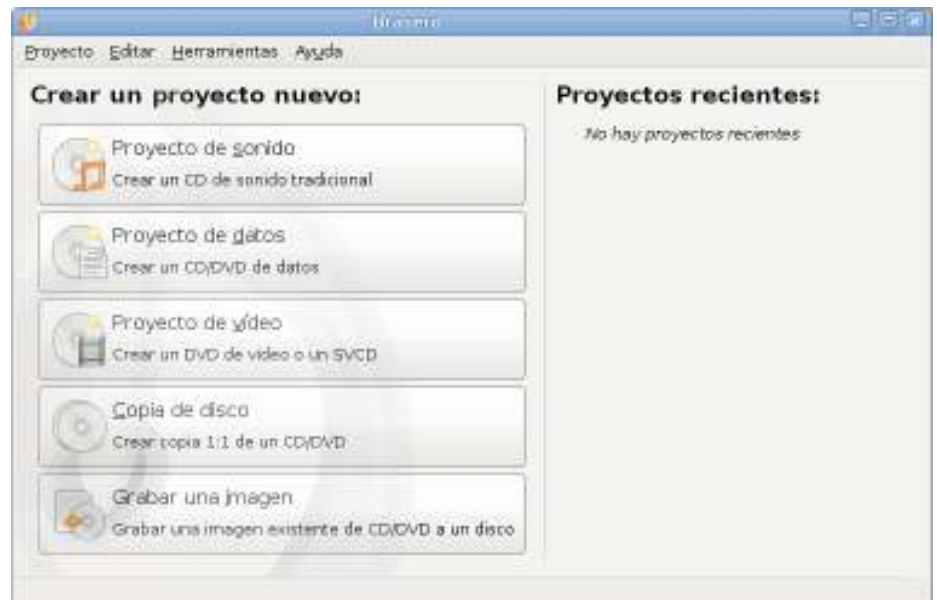 Brasero
Proyecto Editar Herramientas Ayuda
Crear un proyecto nuevo:
Proyecto de sonido
Crear un CD de sonido tradicional
Proyecto de datos
Crear un CD/DVD de datos
Proyecto de vídeo
Crear un DVD de vídeo o un SVCD
Copia de disco
Crear copia 1:1 de un CD/DVD
Grabar una imagen
Grabar una imagen existente de CD/DVD a un disco
Proyectos recientes:
No hay proyectos recientes